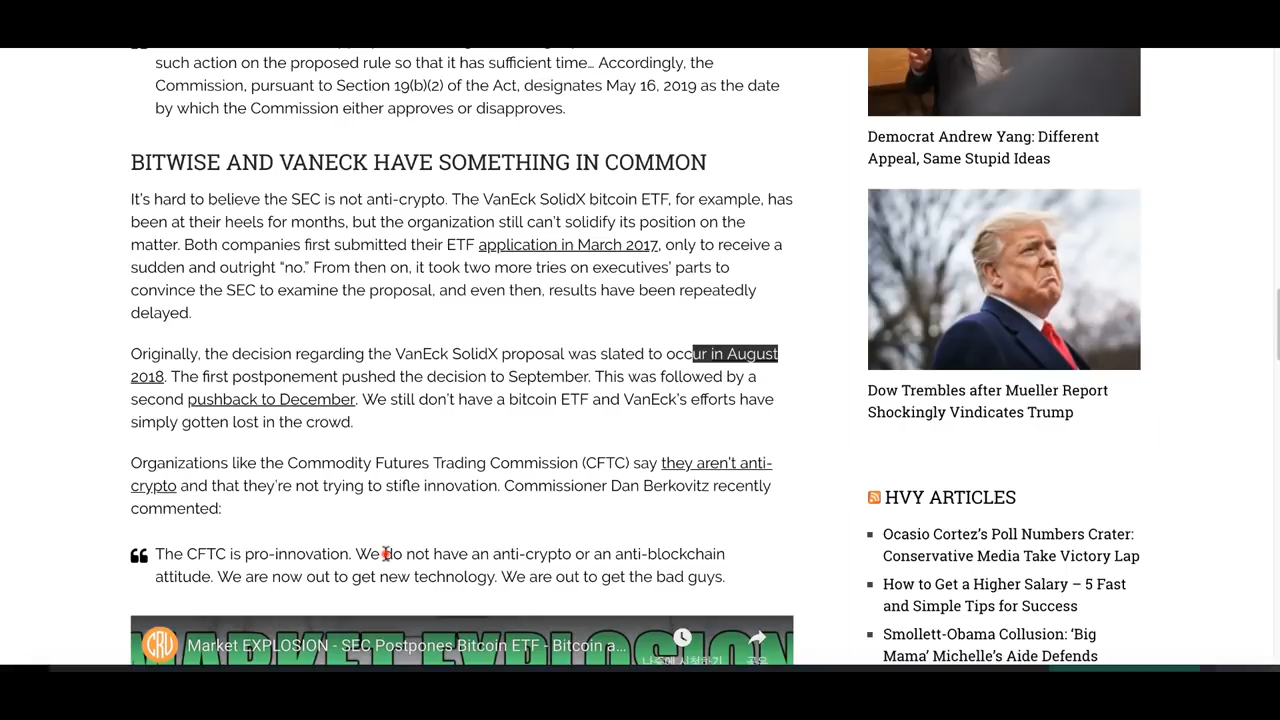 such action on the proposed rule so that it has sufficient time… Accordingly, the
Commission, pursuant to Section 19(b)(2) of the Act, designates May 16, 2019 as the date
by which the Commission either approves or disapproves.
BITWISE AND VANECK HAVE SOMETHING IN COMMON
It's hard to believe the SEC is not anti-crypto. The VanEck SolidX bitcoin ETF, for example, has
been at their heels for months, but the organization still can't solidify its position on the
matter. Both companies first submitted their ETF application in March 2017, only to receive a
sudden and outright “no.” From then on, it took two more tries on executives' parts to
convince the SEC to examine the proposal, and even then, results have been repeatedly
delayed.
Originally, the decision regarding the VanEck SolidX proposal was slated to occur in August
2018. The first postponement pushed the decision to September. This was followed by a
second pushback to December. We still don't have a bitcoin ETF and VanEck's efforts have
simply gotten lost in the crowd.
Organizations like the Commodity Futures Trading Commission (CFTC) say they aren't anti-
crypto and that they're not trying to stifle innovation. Commissioner Dan Berkovitz recently
commented:
The CFTC is pro-innovation. We do not have an anti-crypto or an anti-blockchain
attitude. We are now out to get new technology. We are out to get the bad guys.
CRU
Market EXPLOSION - SEC Postpones Bitcoin ETF - Bitcoin a...
MARKET EXPLOSION
Democrat Andrew Yang: Different
Appeal, Same Stupid Ideas
Dow Trembles after Mueller Report
Shockingly Vindicates Trump
HVY ARTICLES
Ocasio Cortez's Poll Numbers Crater:
Conservative Media Take Victory Lap
How to Get a Higher Salary – 5 Fast
and Simple Tips for Success
Smollett-Obama Collusion: ‘Big
Mama’ Michelle's Aide Defends